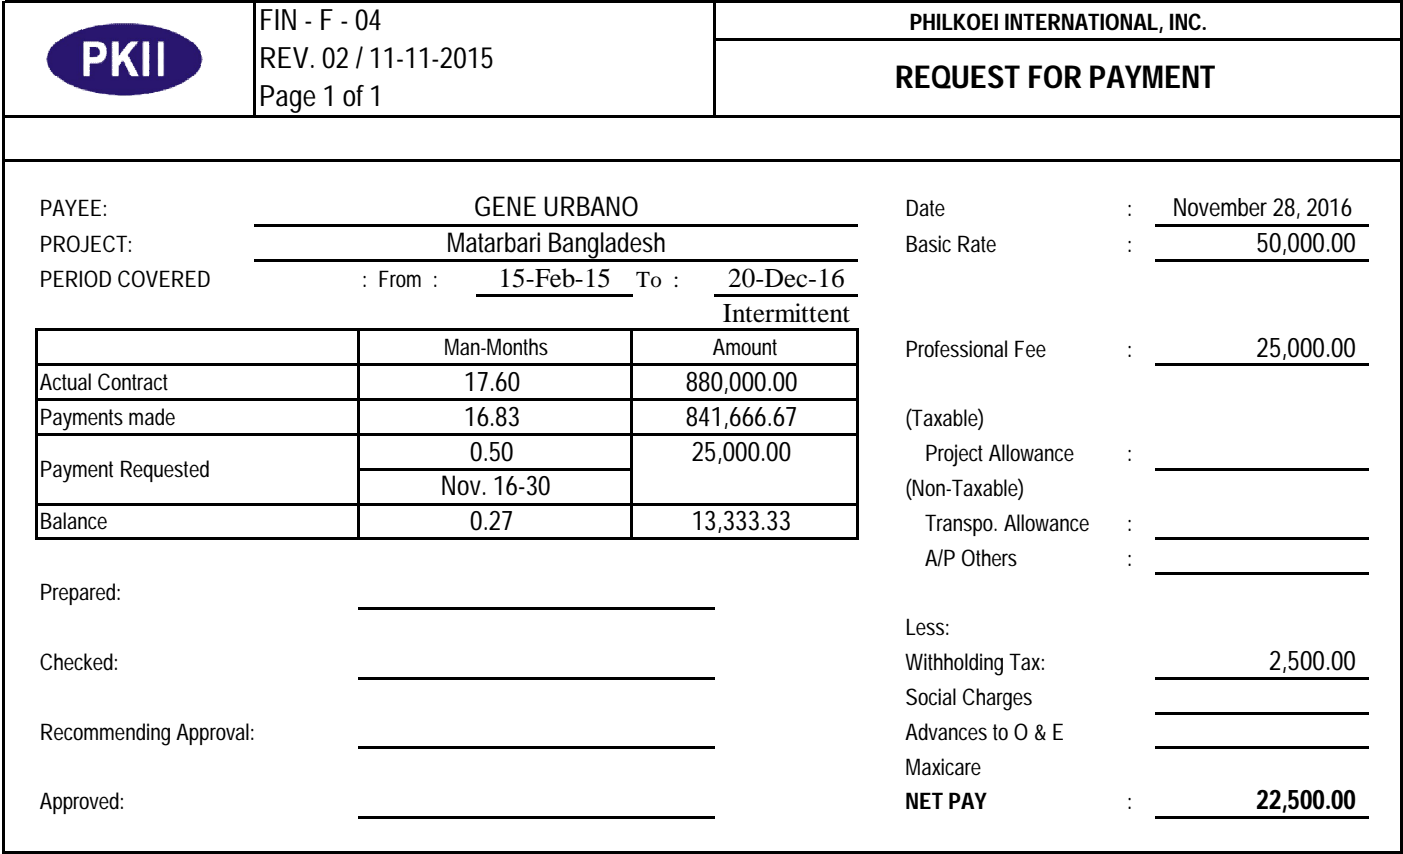 PKII
FIN - F - 04
REV. 02 / 11-11-2015
Page 1 of 1
PHILKOEI INTERNATIONAL, INC.
REQUEST FOR PAYMENT
PAYEE: GENE URBANO
PROJECT: Matarbari Bangladesh
PERIOD COVERED : From : 15-Feb-15 To : 20-Dec-16
Intermittent
Man-Months Amount
Actual Contract 17.60 880,000.00
Payments made 16.83 841,666.67
Payment Requested 0.50 25,000.00
Nov. 16-30
Balance 0.27 13,333.33
Prepared:
Checked:
Recommending Approval:
Approved:
Date : November 28, 2016
Basic Rate : 50,000.00
Professional Fee : 25,000.00
(Taxable)
Project Allowance :
(Non-Taxable)
Transpo. Allowance :
A/P Others :
Less:
Withholding Tax: 2,500.00
Social Charges
Advances to O & E
Maxicare
NET PAY : 22,500.00